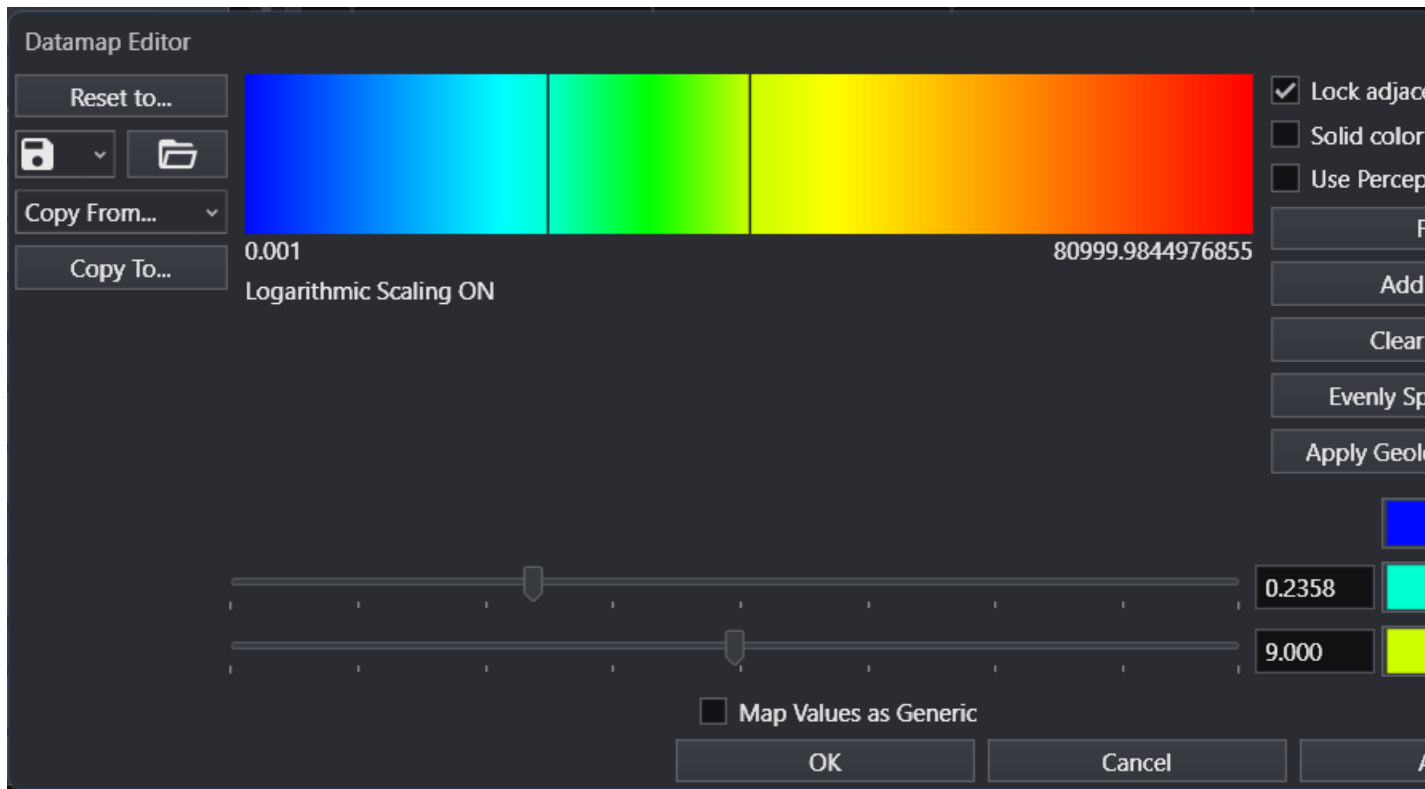 Datamap Editor
Reset to...
Copy From...
Copy To...
0.001
80999.9844976855
Logarithmic Scaling ON
Lock adjace
Solid color
Use Percep
Add
Clear
Evenly Sp
Apply Geol
0.2358
9.000
Map Values as Generic
OK
Cancel